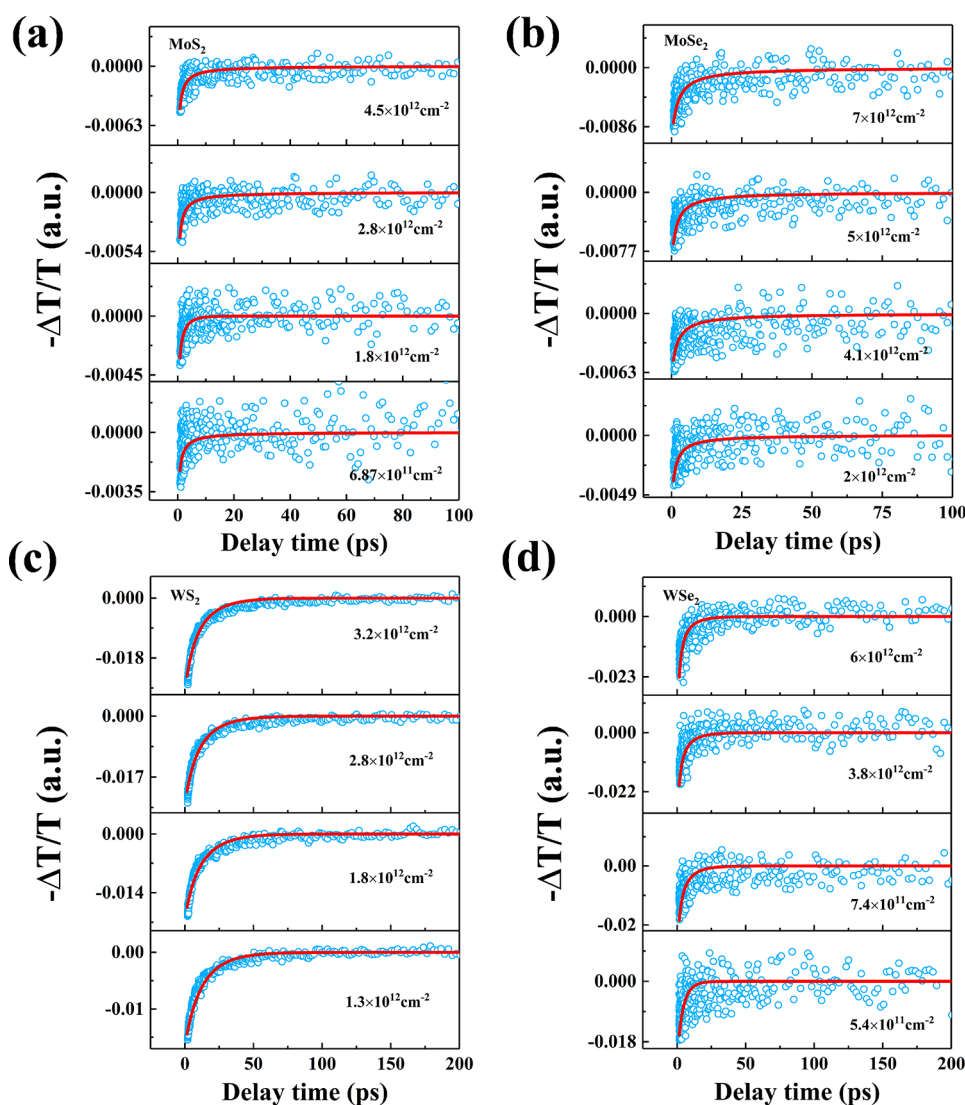 (a)
MoS2
0.0000
-0.0063
4.5×10^12cm^-2
0.0000
-0.0054
2.8×10^12cm^-2
0.0000
-0.0045
1.8×10^12cm^-2
0.0000
-0.0035
6.87×10^11cm^-2
0 20 40 60 80 100
Delay time (ps)
-ΔT/T (a.u.)
-ΔT/T (a.u.)
(b)
MoSe2
0.0000
-0.0086
7×10^12cm^-2
0.0000
-0.0077
5×10^12cm^-2
0.0000
-0.0063
4.1×10^12cm^-2
0.0000
-0.0049
2×10^12cm^-2
0 25 50 75 100
Delay time (ps)
-ΔT/T (a.u.)
-ΔT/T (a.u.)
(c)
WS2
0.000
-0.018
3.2×10^12cm^-2
0.000
-0.017
2.8×10^12cm^-2
0.000
-0.014
1.8×10^12cm^-2
0.00
-0.01
1.3×10^12cm^-2
0 50 100 150 200
Delay time (ps)
(d)
WSe2
0.000
-0.023
6×10^12cm^-2
0.000
-0.022
3.8×10^12cm^-2
0.00
-0.02
7.4×10^11cm^-2
0.000
-0.018
5.4×10^11cm^-2
0 50 100 150 200
Delay time (ps)